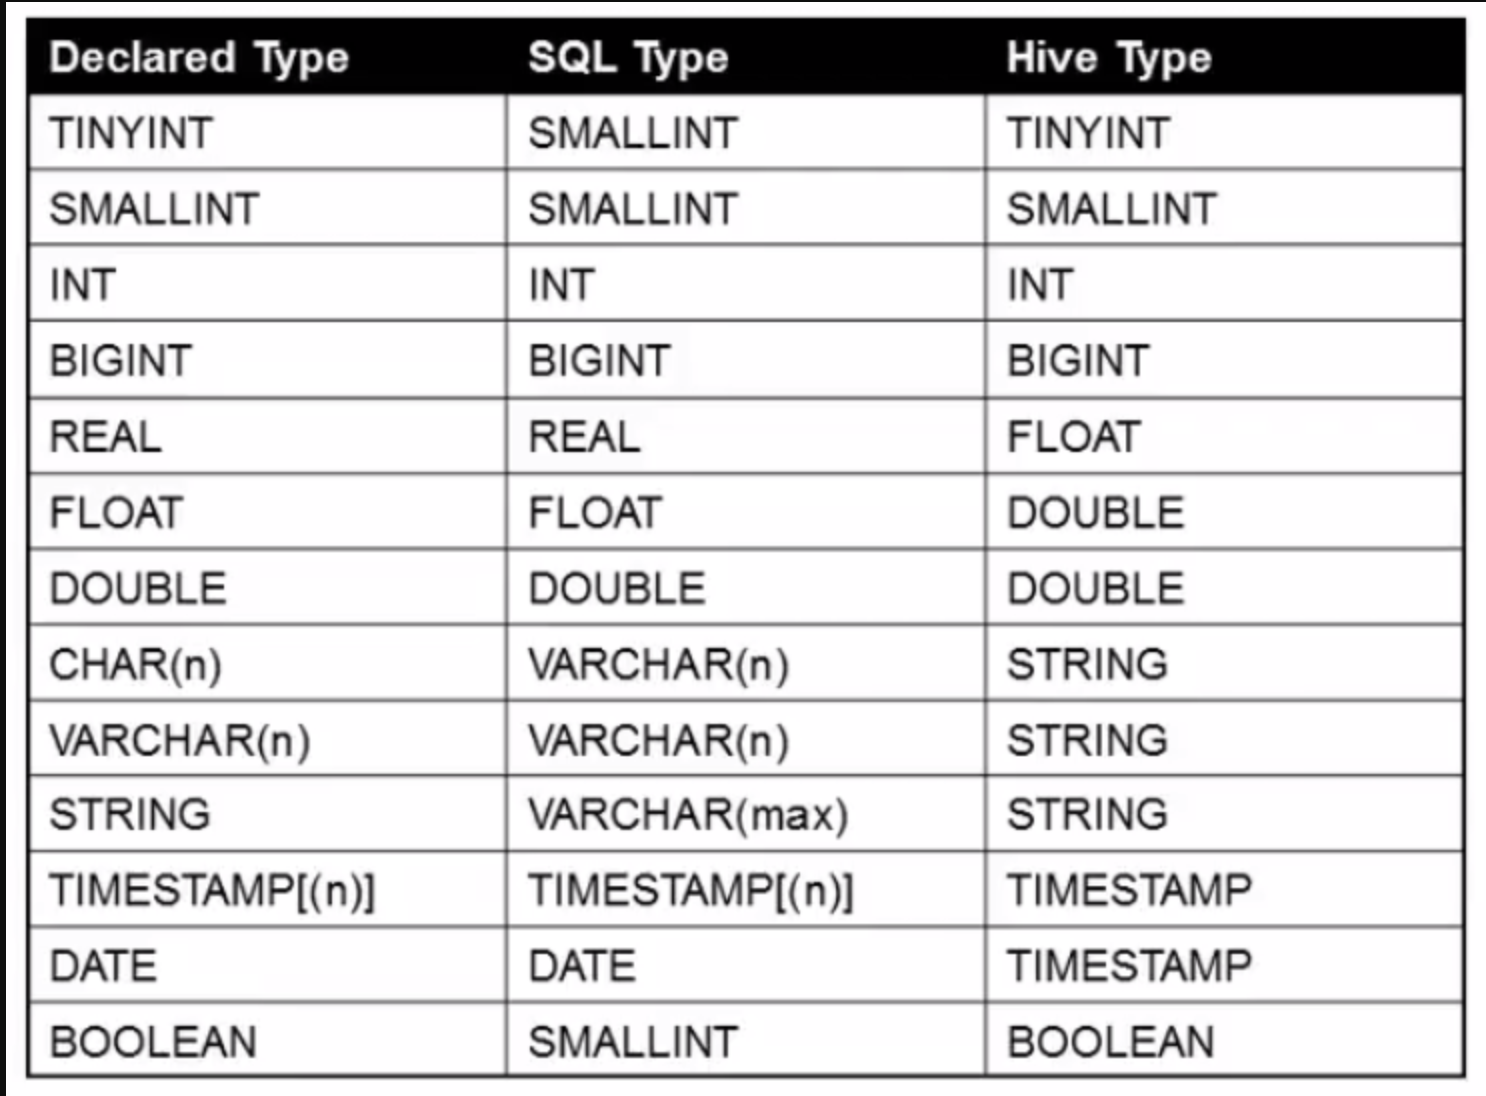 Declared Type SQL Type Hive Type
TINYINT SMALLINT TINYINT
SMALLINT SMALLINT SMALLINT
INT INT INT
BIGINT BIGINT BIGINT
REAL REAL FLOAT
FLOAT FLOAT DOUBLE
DOUBLE DOUBLE DOUBLE
CHAR(n) VARCHAR(n) STRING
VARCHAR(n) VARCHAR(n) STRING
STRING VARCHAR(max) STRING
TIMESTAMP[(n)] TIMESTAMP[(n)] TIMESTAMP
DATE DATE TIMESTAMP
BOOLEAN SMALLINT BOOLEAN